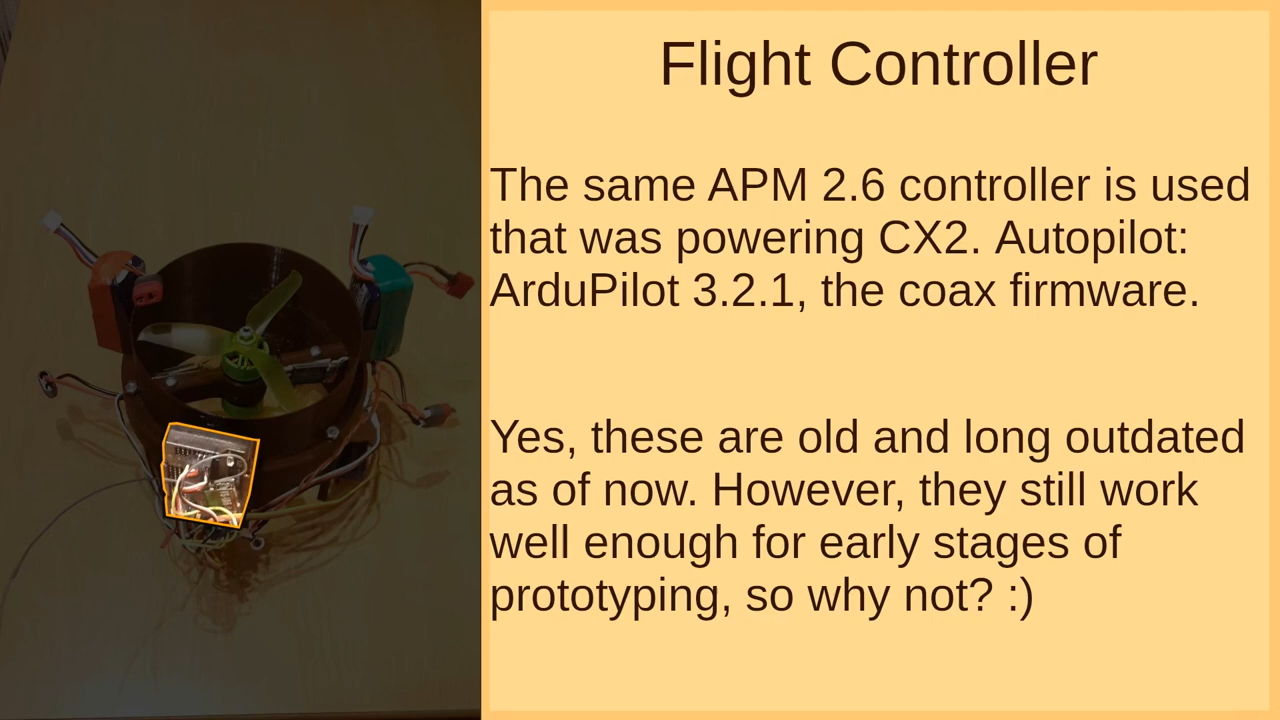 Flight Controller
The same APM 2.6 controller is used
that was powering CX2. Autopilot:
ArduPilot 3.2.1, the coax firmware.
Yes, these are old and long outdated
as of now. However, they still work
well enough for early stages of
prototyping, so why not? :)